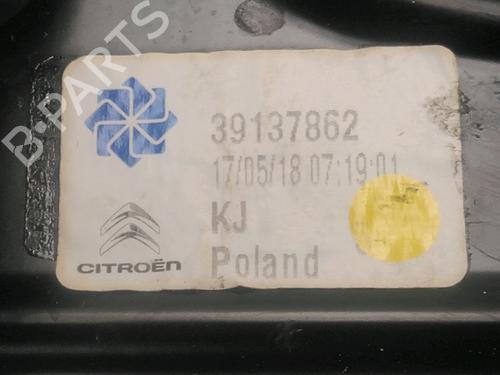 B-PARTS
39137862
17/05/18 07:19:01
KJ
CITROËN
Poland